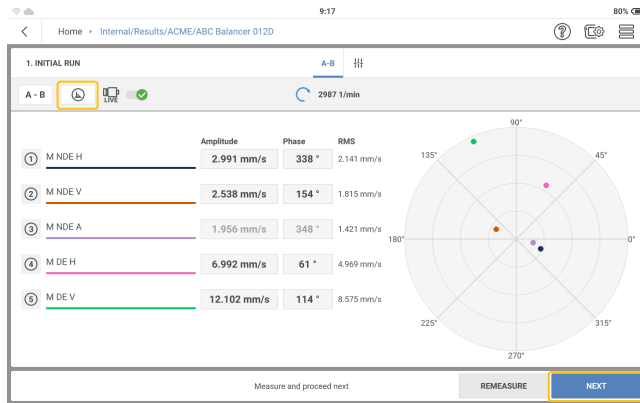 9:17
80%
Home › Internal/Results/ACME/ABC Balancer 012D
1. INITIAL RUN
A-B
A - B
LIVE
2987 1/min
Amplitude Phase RMS
1 M NDE H 2.991 mm/s 338 ° 2.141 mm/s
2 M NDE V 2.538 mm/s 154 ° 1.815 mm/s
3 M NDE A 1.956 mm/s 348 ° 1.421 mm/s
4 M DE H 6.992 mm/s 61 ° 4.969 mm/s
5 M DE V 12.102 mm/s 114 ° 8.575 mm/s
90°
135° 45°
180° 0°
225° 315°
270°
Measure and proceed next
REMEASURE
NEXT